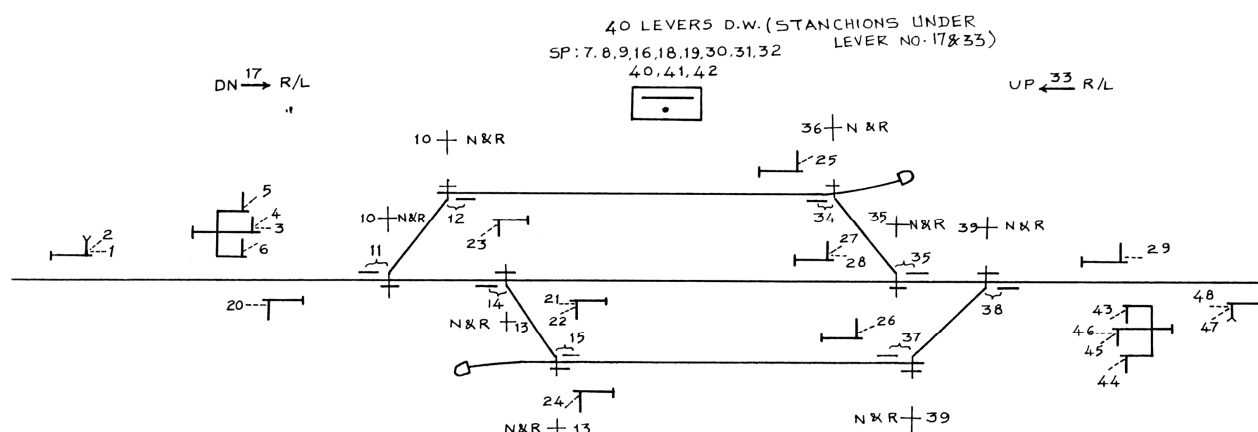 40 LEVERS D.W. (STANCHIONS UNDER
LEVER NO. 17&33)
SP: 7,8,9,16,18,19,30,31,32
40,41,42
DN 17 R/L
UP 33 R/L
10 N&R
36 N&R
25
5
4
3
6
2
1
10 N&R
12
23
34
35 N&R
39 N&R
27
28
29
11
35
20
14
21
22
N&R 13
15
26
37
38
43
46
45
44
48
47
24
N&R 13
N&R 39